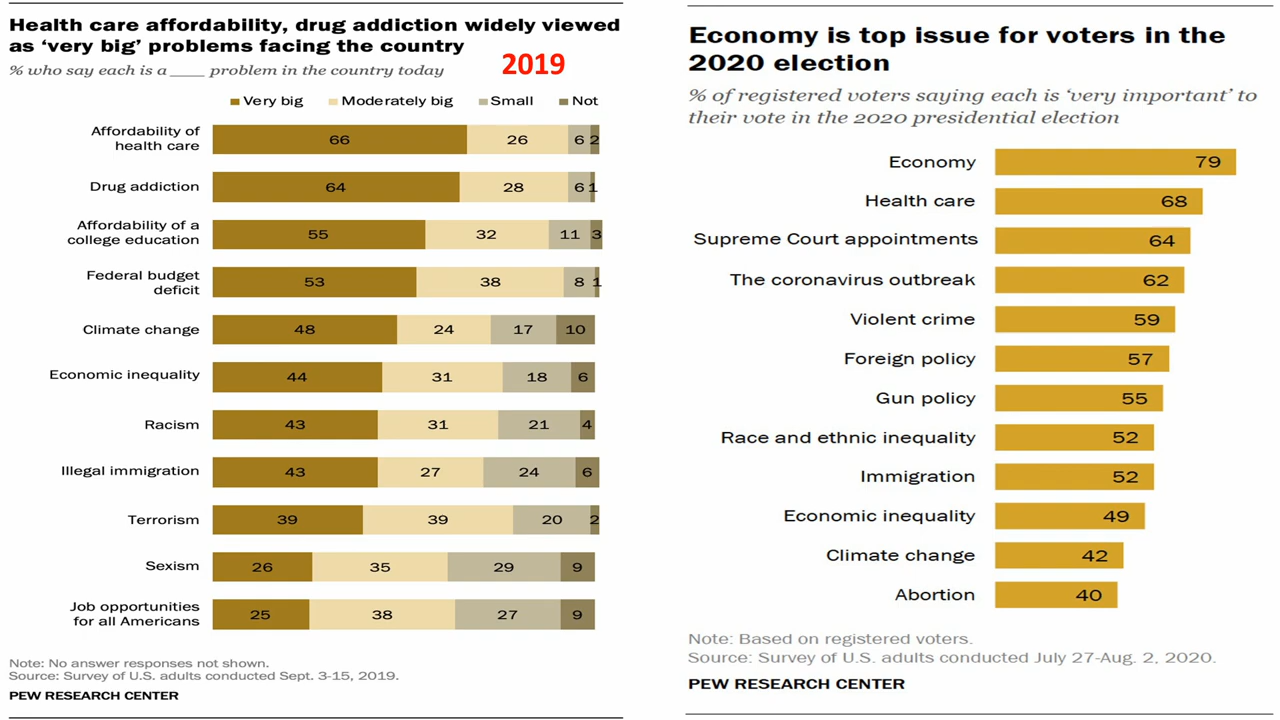 Health care affordability, drug addiction widely viewed
as ‘very big’ problems facing the country
% who say each is a ____ problem in the country today
2019
Very big Moderately big Small Not
Affordability of
health care
66 26 6 2
Drug addiction 64 28 6 1
Affordability of a
college education
55 32 11 3
Federal budget
deficit
53 38 8 1
Climate change 48 24 17 10
Economic inequality 44 31 18 6
Racism 43 31 21 4
Illegal immigration 43 27 24 6
Terrorism 39 39 20 2
Sexism 26 35 29 9
Job opportunities
for all Americans
25 38 27 9
Note: No answer responses not shown.
Source: Survey of U.S. adults conducted Sept. 3-15, 2019.
PEW RESEARCH CENTER
Economy is top issue for voters in the
2020 election
% of registered voters saying each is ‘very important’ to
their vote in the 2020 presidential election
Economy 79
Health care 68
Supreme Court appointments 64
The coronavirus outbreak 62
Violent crime 59
Foreign policy 57
Gun policy 55
Race and ethnic inequality 52
Immigration 52
Economic inequality 49
Climate change 42
Abortion 40
Note: Based on registered voters.
Source: Survey of U.S. adults conducted July 27-Aug. 2, 2020.
PEW RESEARCH CENTER